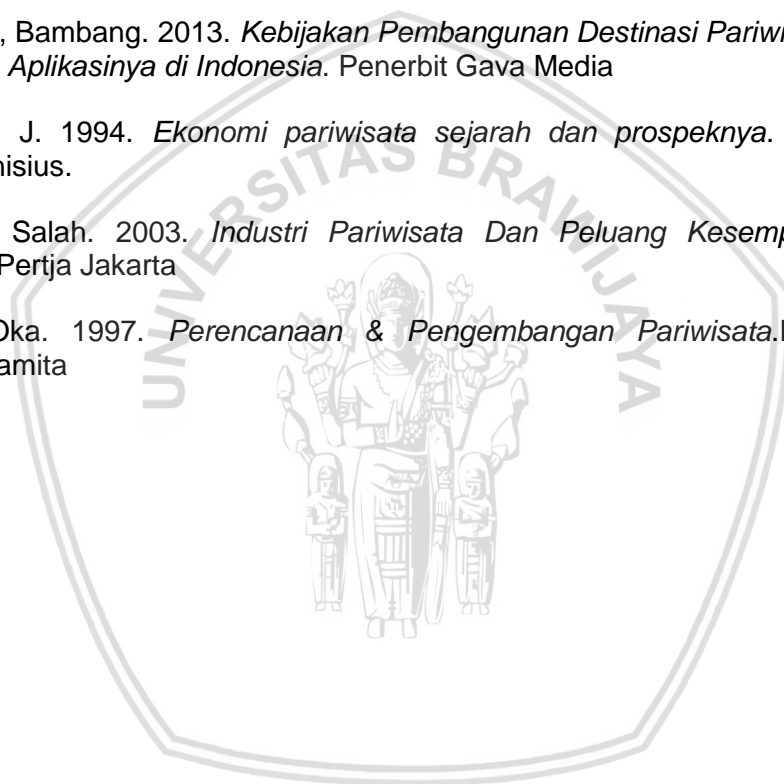 , Bambang. 2013. Kebijakan Pembangunan Destinasi Pariwi
Aplikasinya di Indonesia. Penerbit Gava Media
J. 1994. Ekonomi pariwisata sejarah dan prospeknya.
nisius.
Salah. 2003. Industri Pariwisata Dan Peluang Kesemp
Pertja Jakarta
Oka. 1997. Perencanaan & Pengembangan Pariwisata.
amita
UNIVERSITAS BRAWIJAYA